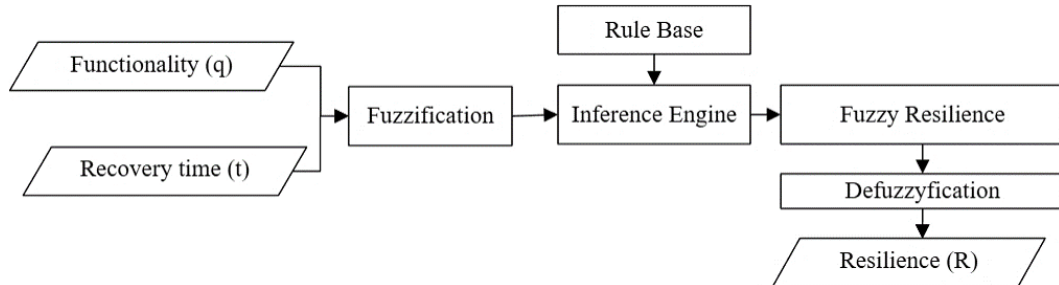 Rule Base
Functionality (q)
Fuzzification
Inference Engine
Fuzzy Resilience
Recovery time (t)
Defuzzyfication
Resilience (R)